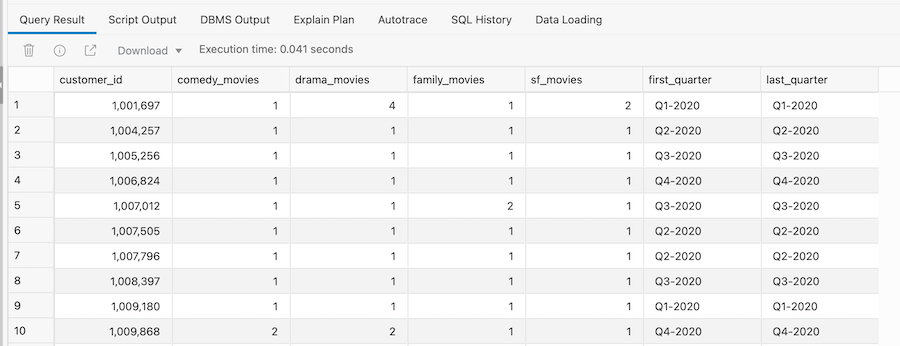 Query Result Script Output DBMS Output Explain Plan Autotrace SQL History Data Loading
Download Execution time: 0.041 seconds
customer_id comedy_movies drama_movies family_movies sf_movies first_quarter last_quarter
1 1,001,697 1 4 1 2 Q1-2020 Q1-2020
2 1,004,257 1 1 1 1 Q2-2020 Q2-2020
3 1,005,256 1 1 1 1 Q3-2020 Q3-2020
4 1,006,824 1 1 1 1 Q4-2020 Q4-2020
5 1,007,012 1 1 2 1 Q3-2020 Q3-2020
6 1,007,505 1 1 1 1 Q2-2020 Q2-2020
7 1,007,796 1 1 1 1 Q2-2020 Q2-2020
8 1,008,397 1 1 1 1 Q3-2020 Q3-2020
9 1,009,180 1 1 1 1 Q1-2020 Q1-2020
10 1,009,868 2 2 1 1 Q4-2020 Q4-2020